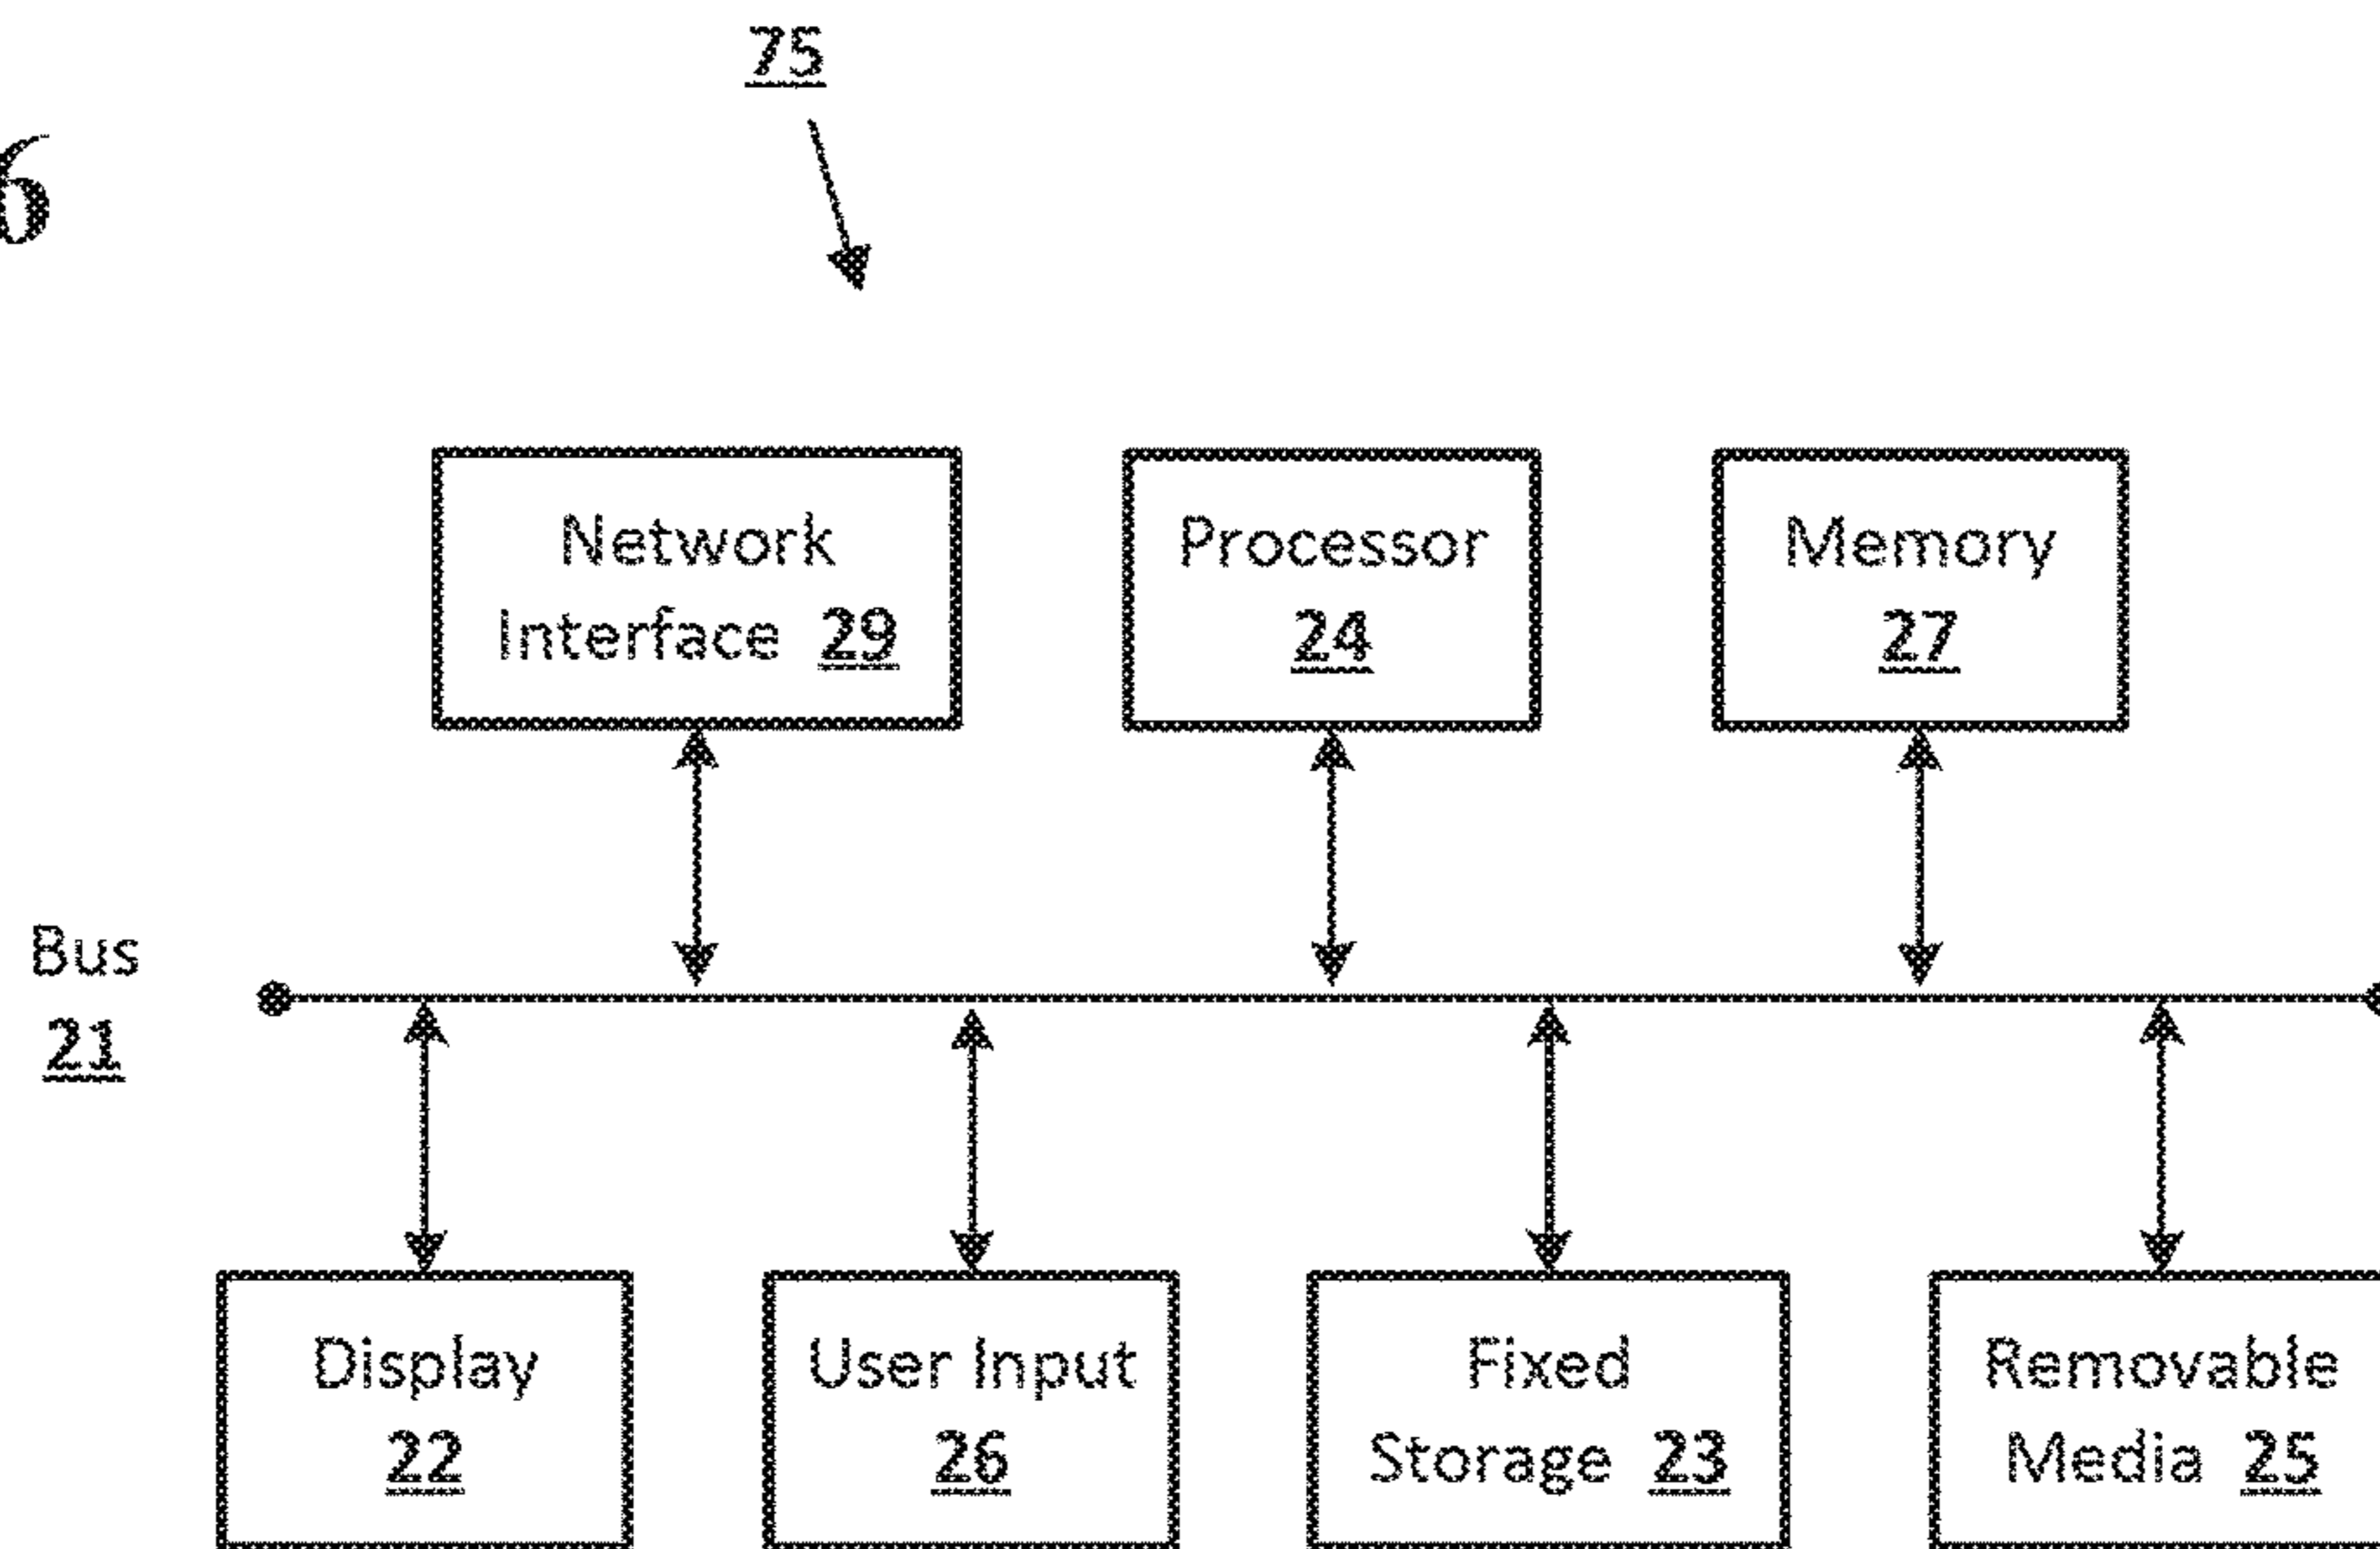 75
6
Network
Interface 29
Processor
24
Memory
27
Bus
21
Display
22
User Input
26
Fixed
Storage 23
Removable
Media 25